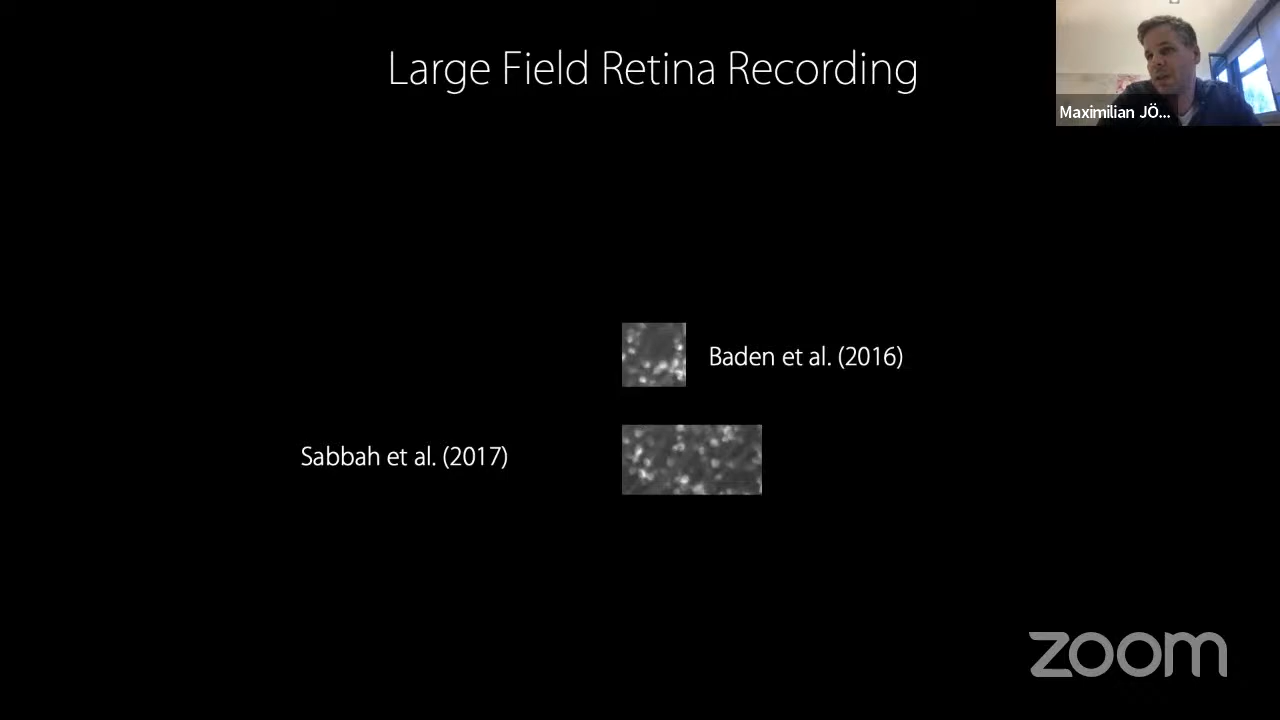 Large Field Retina Recording
Maximilian JÖ...
Baden et al. (2016)
Sabbah et al. (2017)
zoom